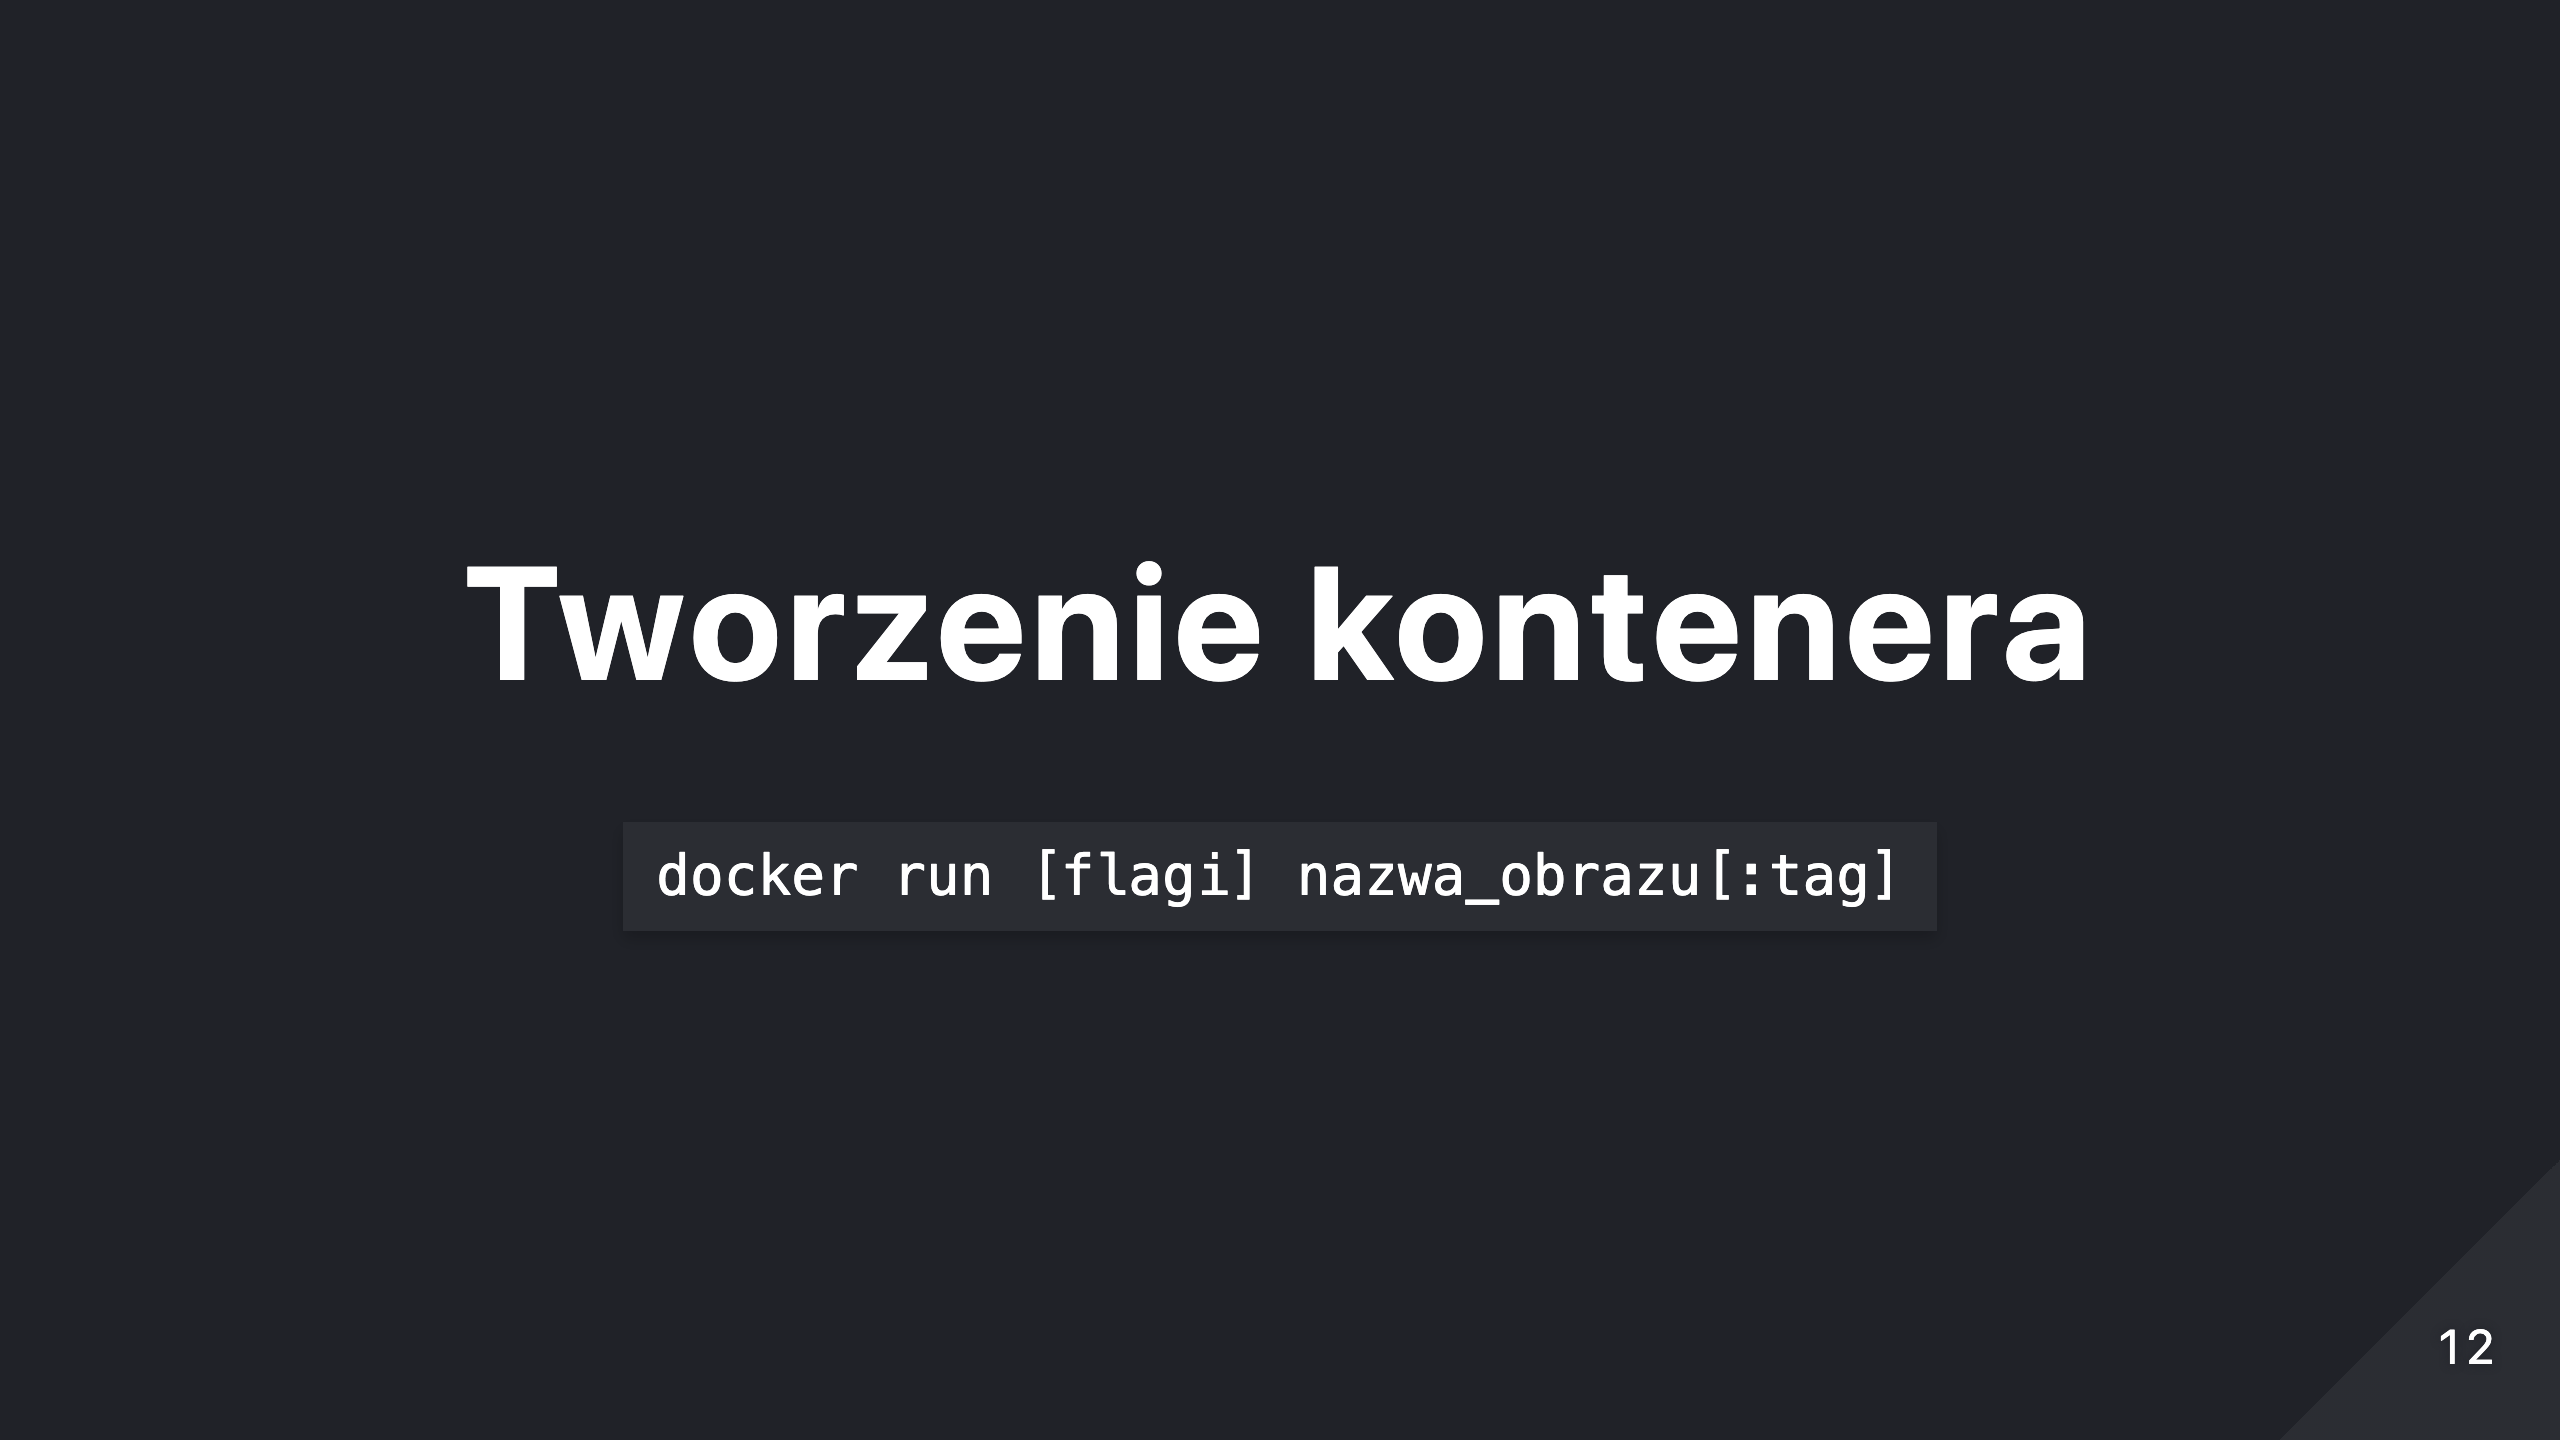 Tworzenie kontenera
docker run [flagi] nazwa_obrazu[:tag]
12